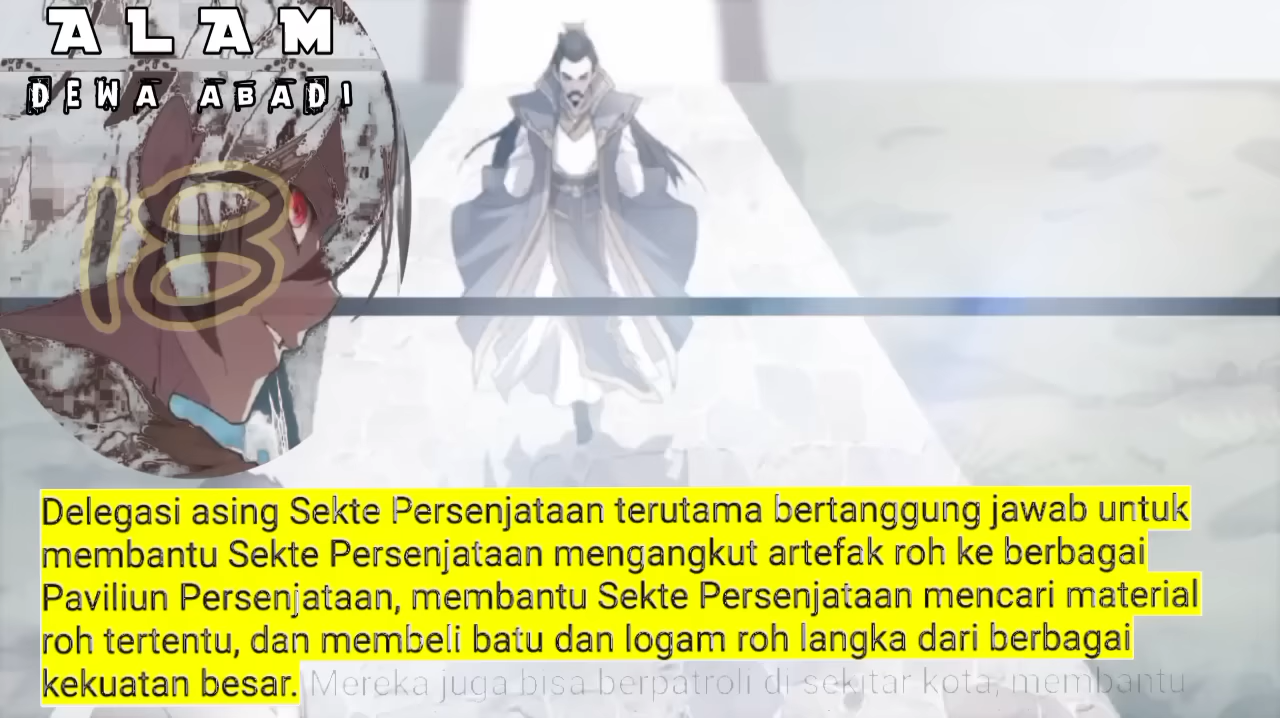 ALAM
DEWA ABADI
18
Delegasi asing Sekte Persenjataan terutama bertanggung jawab untuk
membantu Sekte Persenjataan mengangkut artefak roh ke berbagai
Paviliun Persenjataan, membantu Sekte Persenjataan mencari material
roh tertentu, dan membeli batu dan logam roh langka dari berbagai
kekuatan besar. Mereka juga bisa berpatroli di sekitar kota, membantu